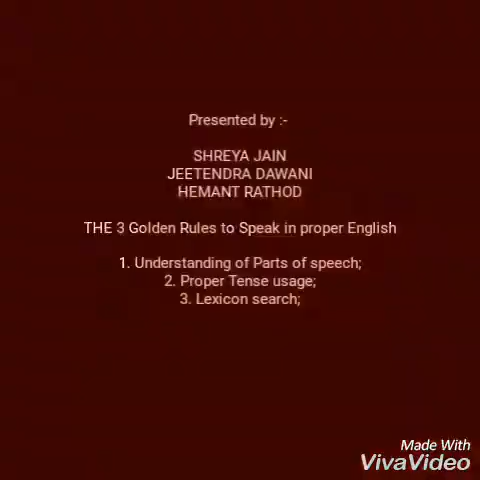 Presented by :-
SHREYA JAIN
JEETENDRA DAWANI
HEMANT RATHOD
THE 3 Golden Rules to Speak in proper English
1. Understanding of Parts of speech;
2. Proper Tense usage;
3. Lexicon search;
Made With
VivaVideo